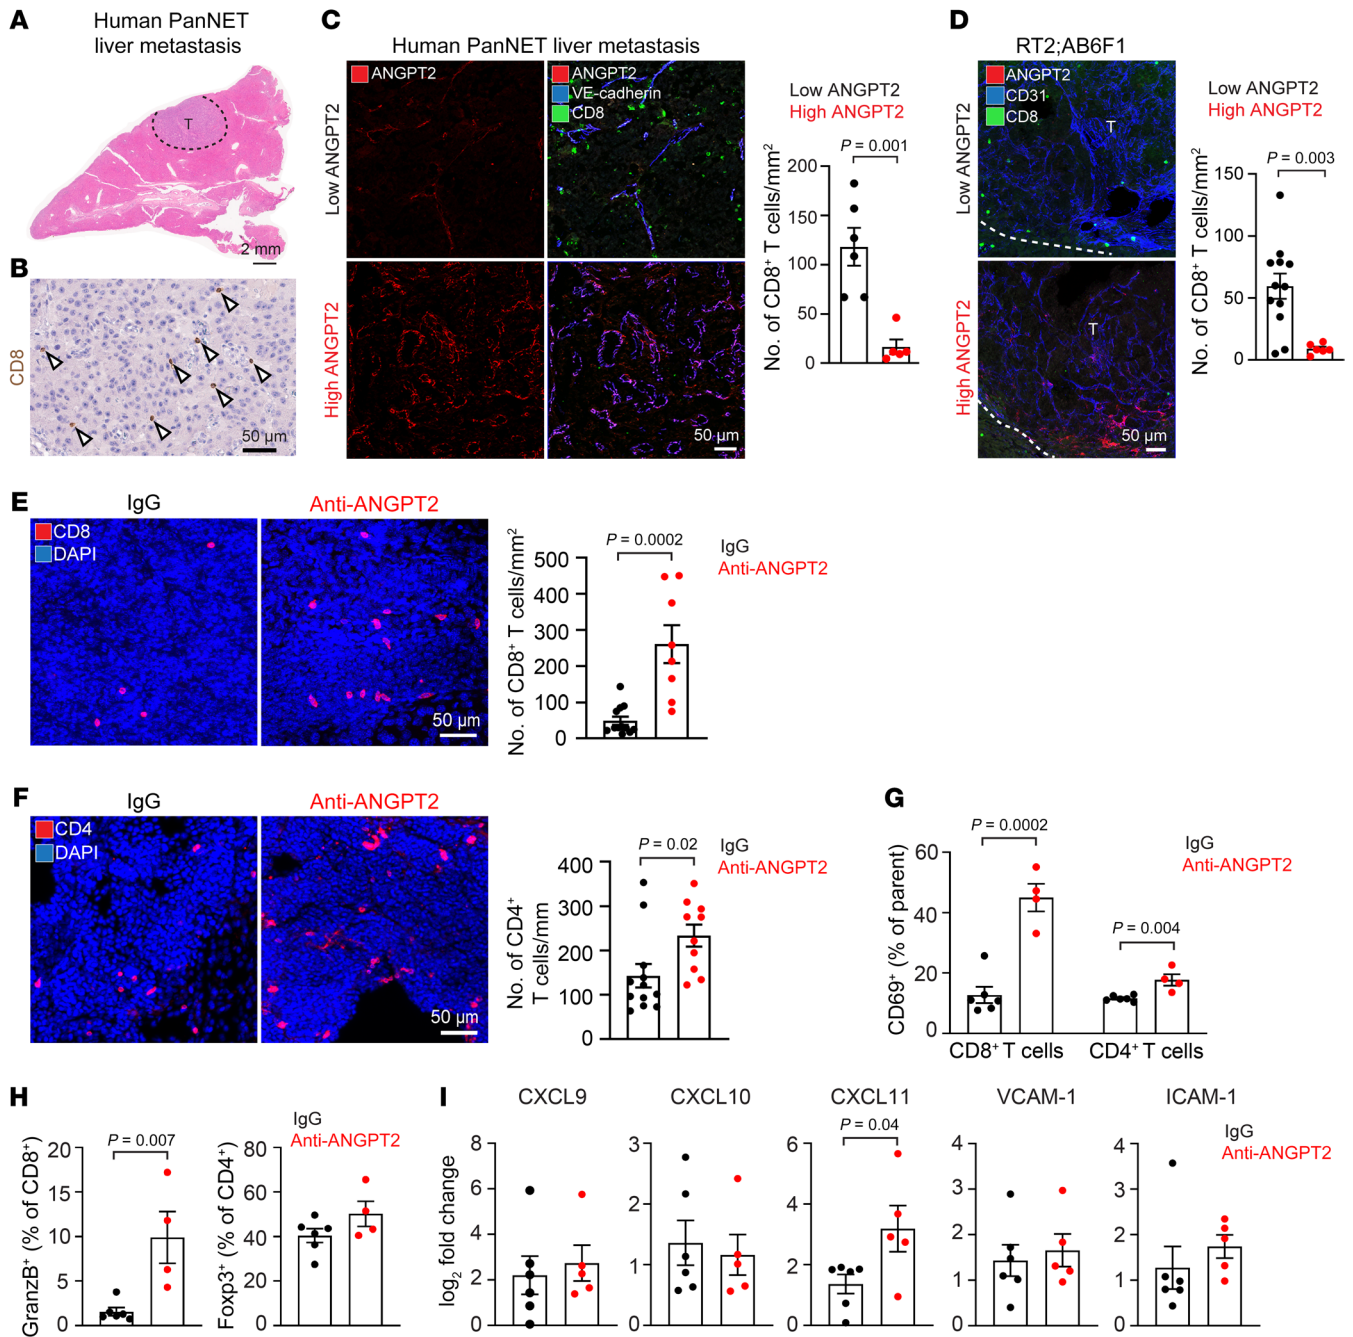 A
Human PanNET
liver metastasis
T
2 mm
B
CD8
50 µm
C
Human PanNET liver metastasis
ANGPT2
ANGPT2
VE-cadherin
CD8
Low ANGPT2
High ANGPT2
50 µm
Low ANGPT2
High ANGPT2
P = 0.001
No. of CD8⁺ T cells/mm²
200
150
100
50
0
D
RT2;AB6F1
ANGPT2
CD31
CD8
T
Low ANGPT2
High ANGPT2
T
50 µm
Low ANGPT2
High ANGPT2
P = 0.003
No. of CD8⁺ T cells/mm²
150
100
50
0
E
IgG
Anti-ANGPT2
CD8
DAPI
50 µm
P = 0.0002
IgG
Anti-ANGPT2
No. of CD8⁺ T cells/mm²
500
400
300
200
100
0
F
IgG
Anti-ANGPT2
CD4
DAPI
50 µm
P = 0.02
IgG
Anti-ANGPT2
No. of CD4⁺
T cells/mm
400
300
200
100
0
G
P = 0.0002
IgG
Anti-ANGPT2
P = 0.004
CD69⁺ (% of parent)
60
40
20
0
CD8⁺ T cells
CD4⁺ T cells
H
P = 0.007
GranzB⁺ (% of CD8⁺)
20
15
10
5
0
IgG
Anti-ANGPT2
Foxp3⁺ (% of CD4⁺)
80
60
40
20
0
I
CXCL9
log₂ fold change
8
6
4
2
0
CXCL10
3
2
1
0
CXCL11
P = 0.04
6
4
2
0
VCAM-1
4
3
2
1
0
ICAM-1
IgG
Anti-ANGPT2
4
3
2
1
0